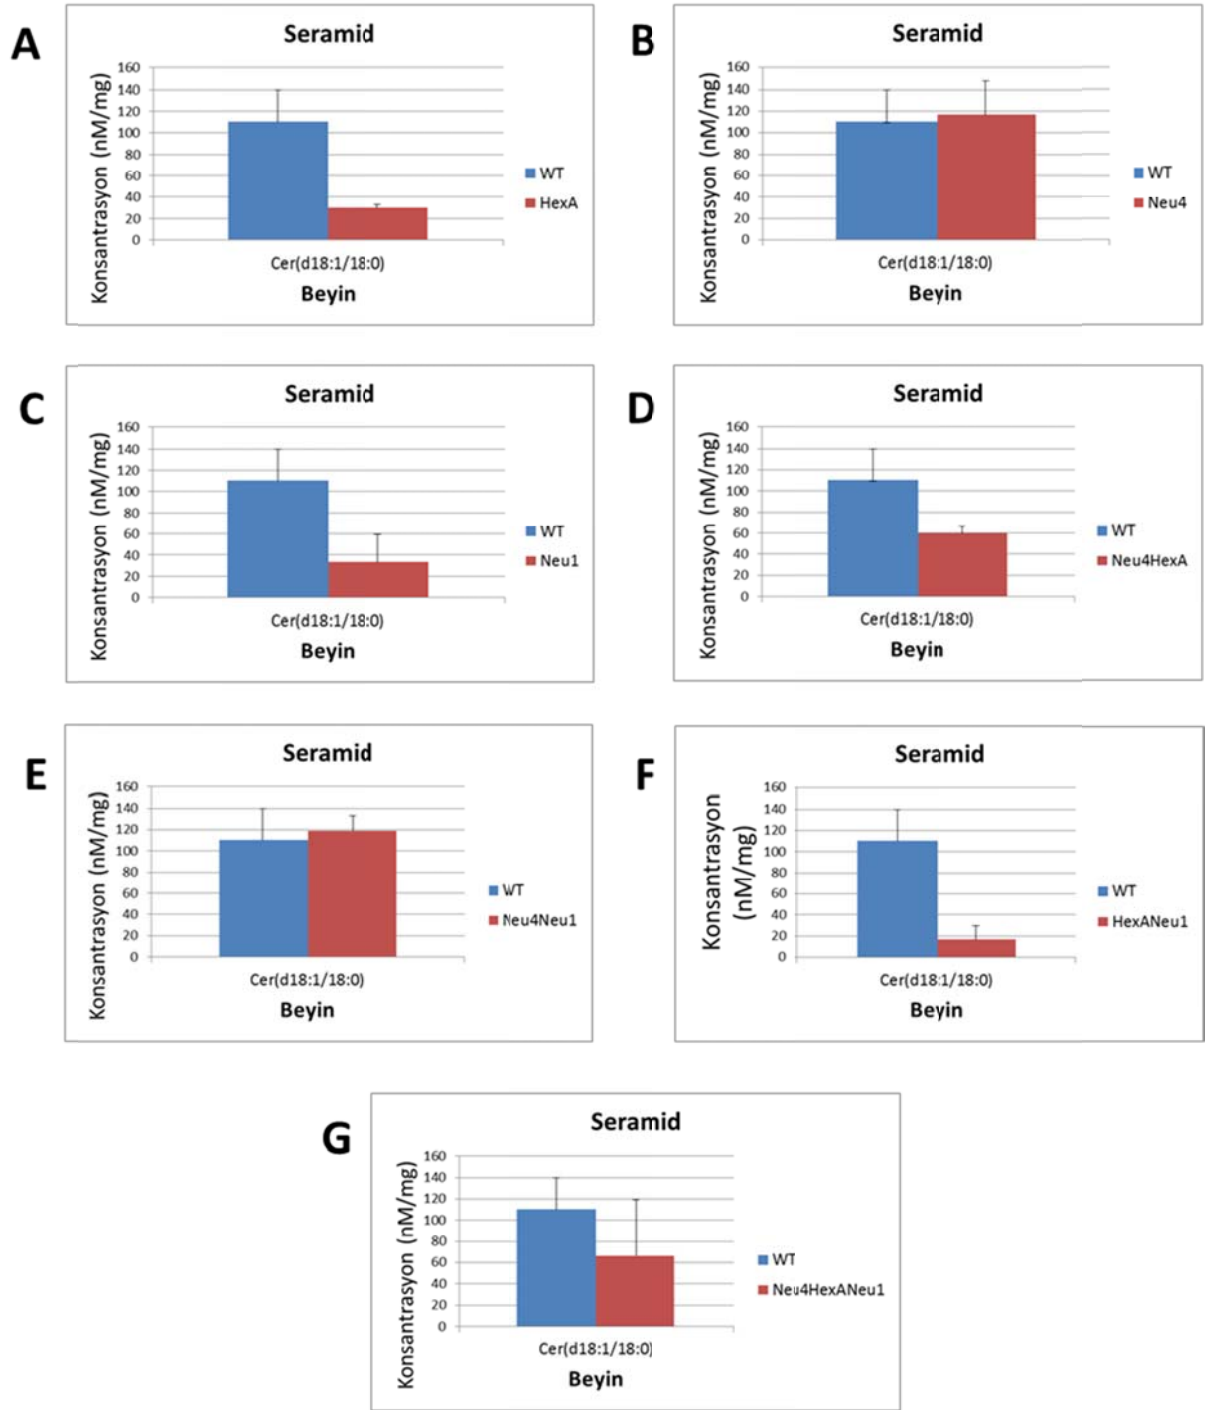 A
Seramid
Konsantrasyon (nM/mg)
160
140
120
100
80
60
40
20
0
WT
HexA
Cer(d18:1/18:0)
Beyin
B
Seramid
Konsantrasyon (nM/mg)
160
140
120
100
80
60
40
20
0
WT
Neu4
Cer(d18:1/18:0)
Beyin
C
Seramid
Konsantrasyon (nM/mg)
160
140
120
100
80
60
40
20
0
WT
Neu1
Cer(d18:1/18:0)
Beyin
D
Seramid
Konsantrasyon (nM/mg)
160
140
120
100
80
60
40
20
0
WT
Neu4HexA
Cer(d18:1/18:0)
Beyin
E
Seramid
Konsantrasyon (nM/mg)
160
140
120
100
80
60
40
20
0
WT
Neu4Neu1
Cer(d18:1/18:0)
Beyin
F
Seramid
Konsantrasyon
(nM/mg)
160
140
120
100
80
60
40
20
0
WT
HexANeu1
Cer(d18:1/18:0)
Beyin
G
Seramid
Konsantrasyon (nM/mg)
160
140
120
100
80
60
40
20
0
WT
Neu4HexANeu1
Cer(d18:1/18:0)
Beyin